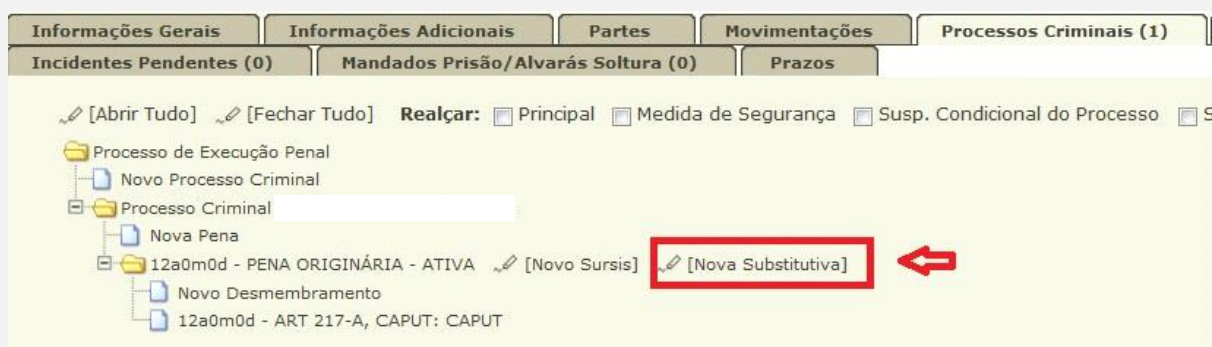 Informações Gerais Informações Adicionais Partes Movimentações Processos Criminais (1)
Incidentes Pendentes (0) Mandados Prisão/Alvarás Soltura (0) Prazos
[Abrir Tudo] [Fechar Tudo] Realçar: Principal Medida de Segurança Susp. Condicional do Processo S
Processo de Execução Penal
Novo Processo Criminal
Processo Criminal
Nova Pena
12a0m0d - PENA ORIGINÁRIA - ATIVA [Novo Sursis] [Nova Substitutiva]
Novo Desmembramento
12a0m0d - ART 217-A, CAPUT: CAPUT